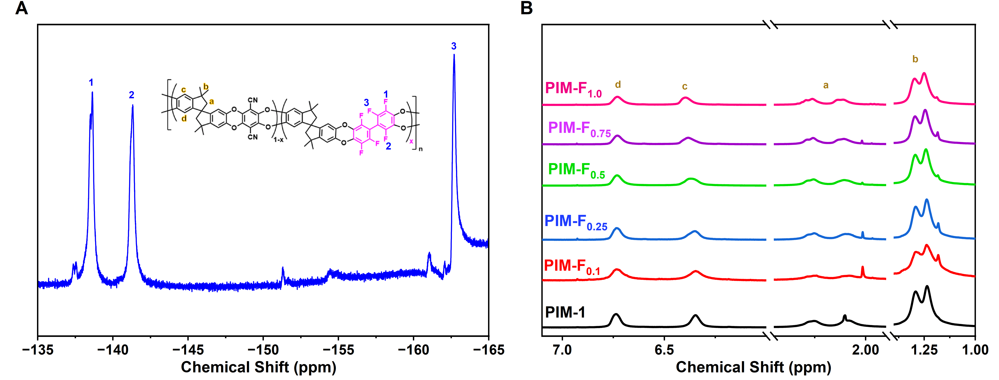 A
1
2
3
c
b
a
d
CN
O
O
O
O
CN
1-x
O
O
F
F
F
F
F
F
F
F
3
1
2
O
O
x
n
−135
−140
−145
−150
−155
−160
−165
Chemical Shift (ppm)
B
b
d
c
a
PIM-F1.0
PIM-F0.75
PIM-F0.5
PIM-F0.25
PIM-F0.1
PIM-1
7.0
6.5
2.00
1.25
1.00
Chemical Shift (ppm)